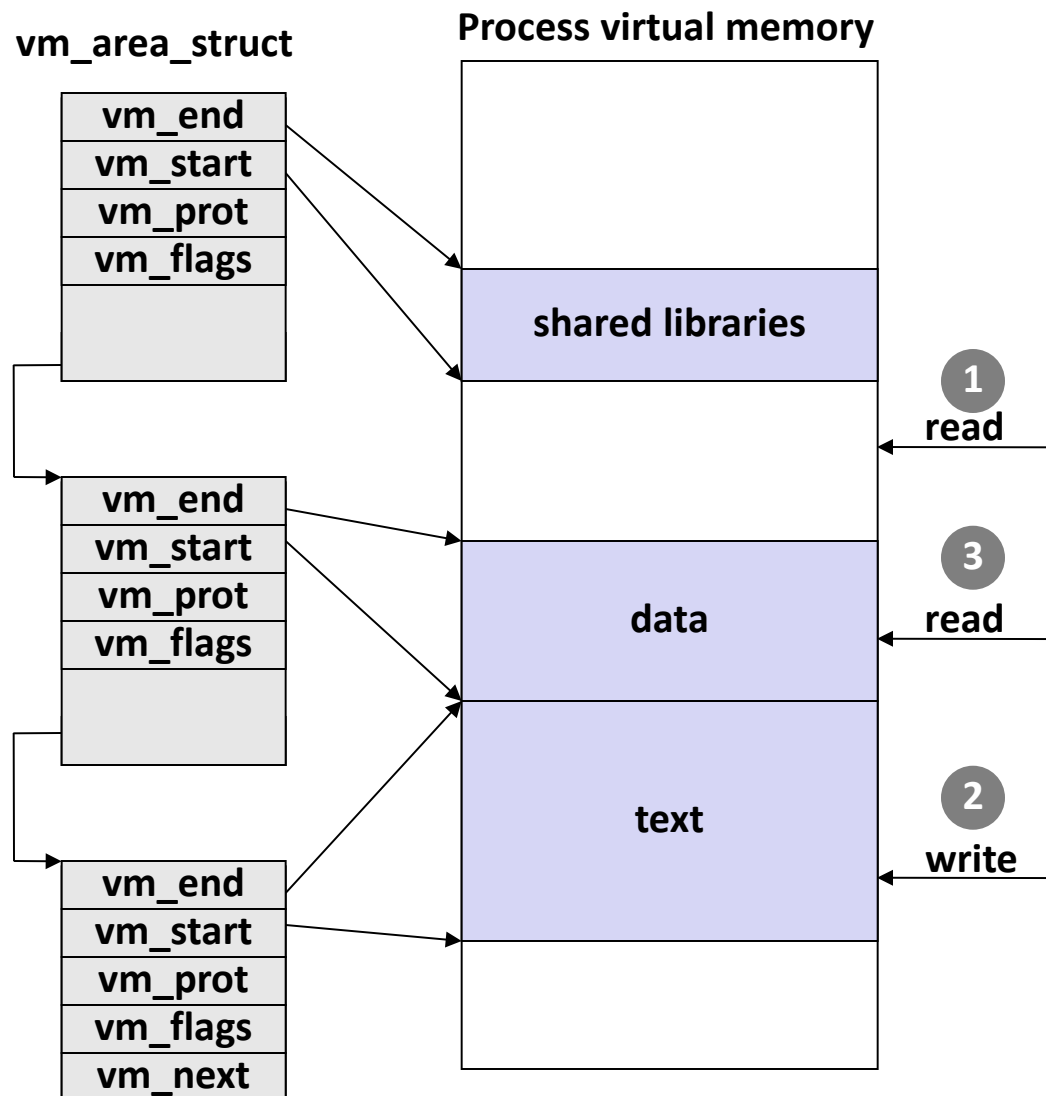 vm_area_struct
Process virtual memory
vm_end
vm_start
vm_prot
vm_flags
shared libraries
1
read
vm_end
vm_start
vm_prot
vm_flags
data
3
read
text
2
write
vm_end
vm_start
vm_prot
vm_flags
vm_next